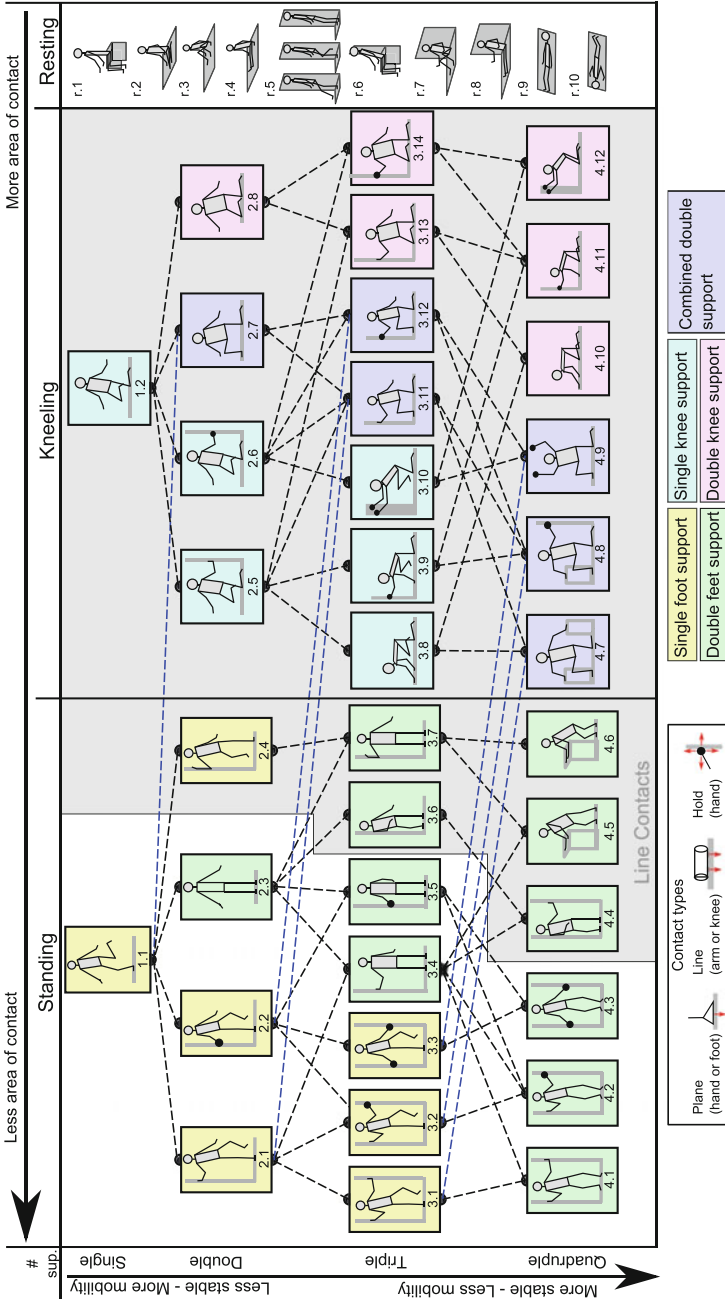 Less area of contact
More area of contact
# sup.
Standing
Kneeling
Resting
Single
Double
Triple
Quadruple
Less stable - More mobility
More stable - Less mobility
1.1
1.2
2.1
2.2
2.3
2.4
2.5
2.6
2.7
2.8
3.1
3.2
3.3
3.4
3.5
3.6
3.7
3.8
3.9
3.10
3.11
3.12
3.13
3.14
4.1
4.2
4.3
4.4
4.5
4.6
4.7
4.8
4.9
4.10
4.11
4.12
r.1
r.2
r.3
r.4
r.5
r.6
r.7
r.8
r.9
r.10
Line Contacts
Contact types
Plane
(hand or foot)
Line
(arm or knee)
Hold
(hand)
Single foot support
Double feet support
Single knee support
Double knee support
Combined double
support